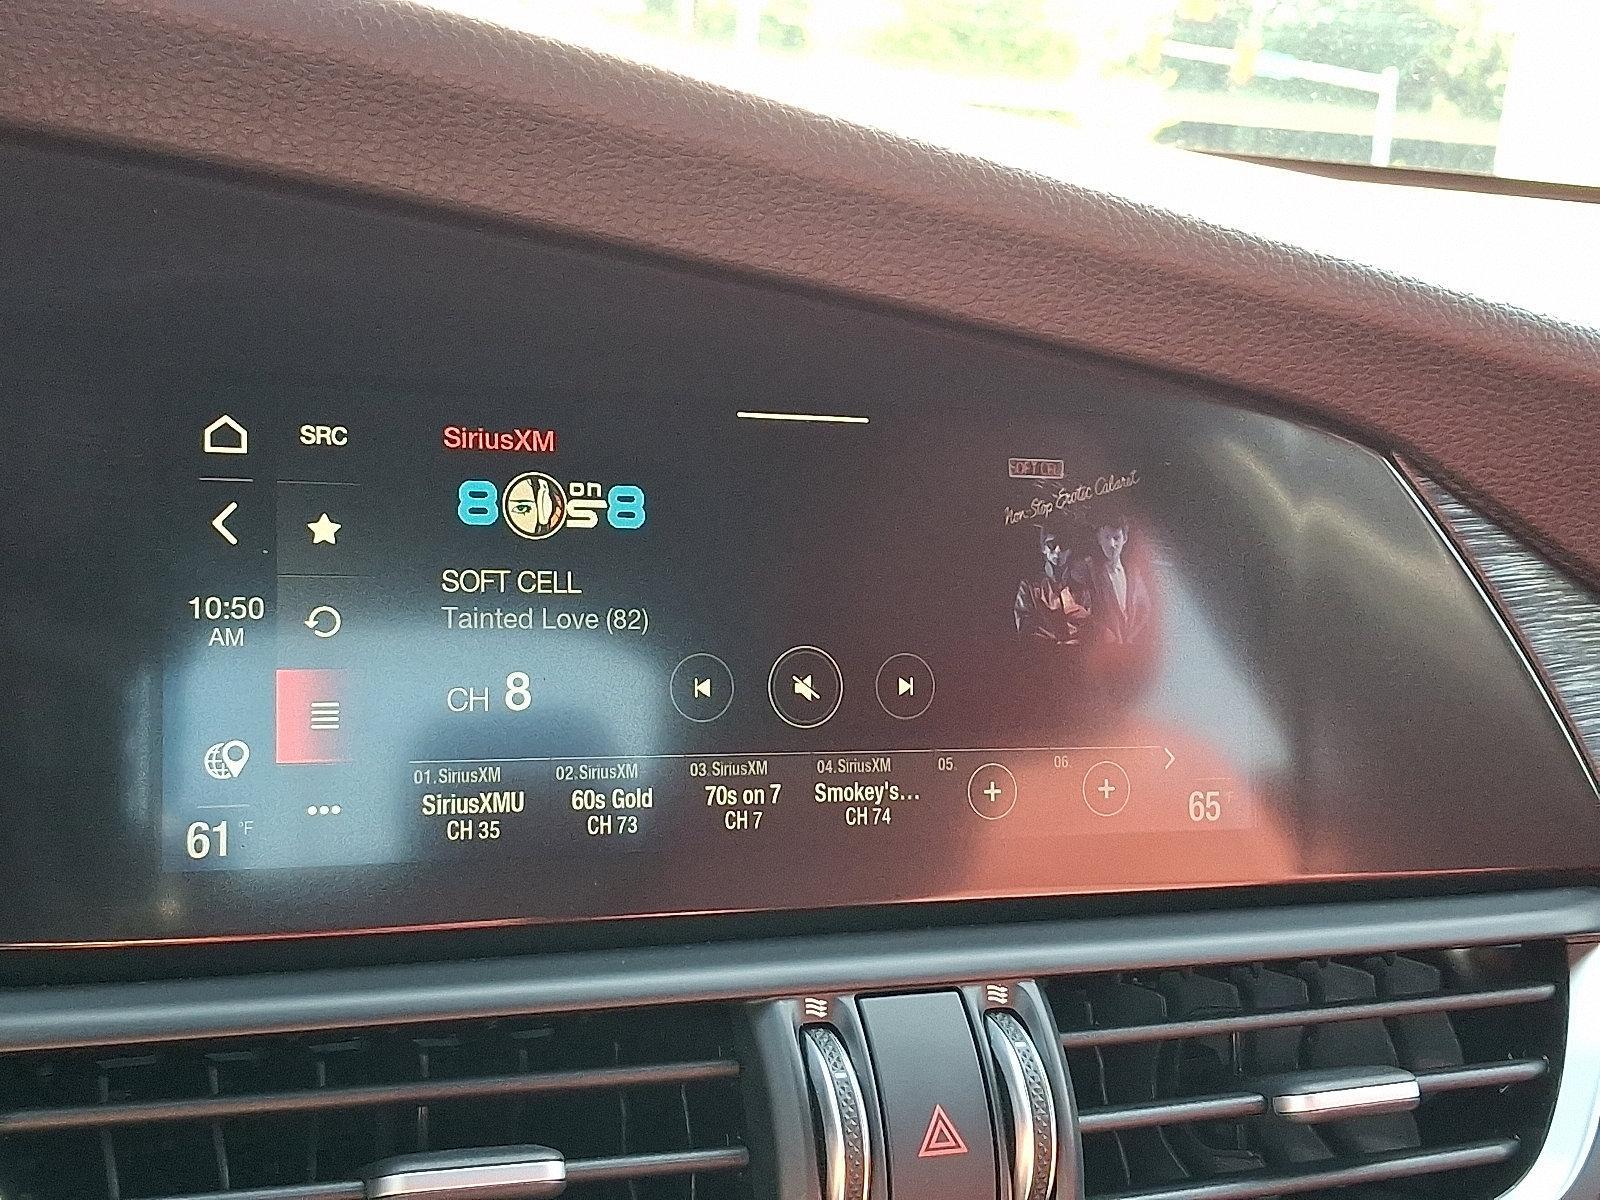 SRC
SiriusXM
80s on 8
SOFT CELL
Non-Stop Erotic Cabaret
SOFT CELL
Tainted Love (82)
10:50
AM
CH 8
01.SiriusXM
SiriusXMU
CH 35
02.SiriusXM
60s Gold
CH 73
03.SiriusXM
70s on 7
CH 7
04.SiriusXM
Smokey's...
CH 74
05.
06.
61 °F
65 °F